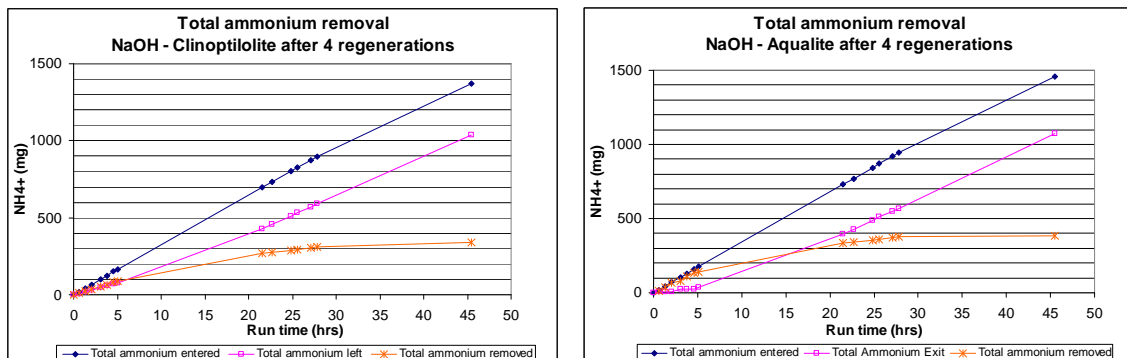 Total ammonium removal
NaOH - Clinoptilolite after 4 regenerations
1500
1000
500
0
NH4+ (mg)
0 5 10 15 20 25 30 35 40 45 50
Run time (hrs)
Total ammonium entered Total ammonium left Total ammonium removed
Total ammonium removal
NaOH - Aqualite after 4 regenerations
1500
1000
500
0
NH4+ (mg)
0 5 10 15 20 25 30 35 40 45 50
Run time (hrs)
Total ammonium entered Total Ammonium Exit Total ammonium removed